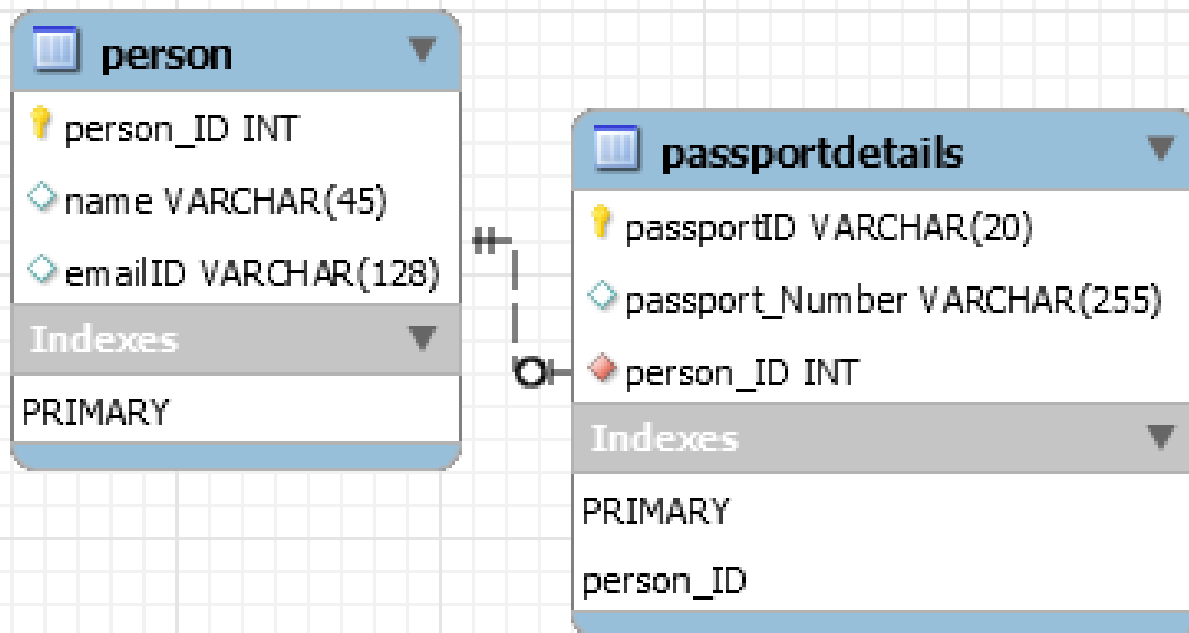 person
person_ID INT
name VARCHAR(45)
emailID VARCHAR(128)
Indexes
PRIMARY
passportdetails
passportID VARCHAR(20)
passport_Number VARCHAR(255)
person_ID INT
Indexes
PRIMARY
person_ID